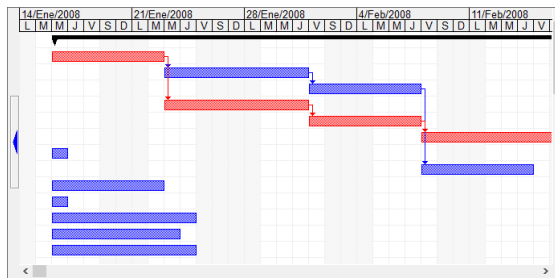 14/Ene/2008 21/Ene/2008 28/Ene/2008 4/Feb/2008 11/Feb/2008
L M M J V S D L M M J V S D L M M J V S D L M M J V S D L M M J V